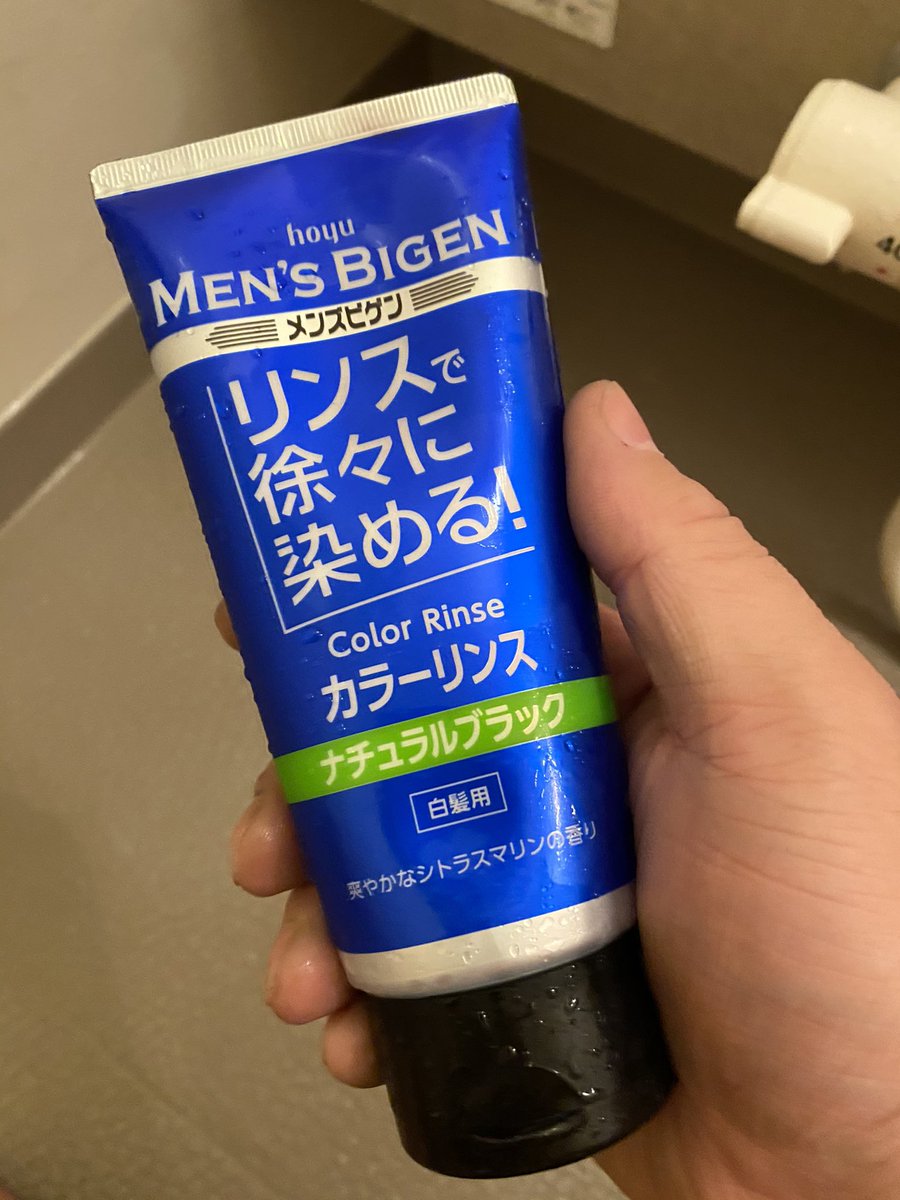 hoyu
MEN'S BIGEN
メンズビゲン
リンスで
徐々に
染める!
Color Rinse
カラーリンス
ナチュラルブラック
白髪用
爽やかなシトラスマリンの香り
40